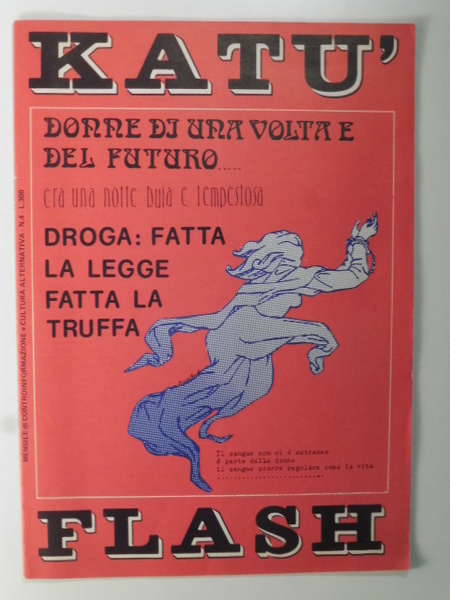 KATU'
DONNE DI UNA VOLTA E
DEL FUTURO.....
era una notte buia e tempestosa
DROGA: FATTA
LA LEGGE
FATTA LA
TRUFFA
MENSILE di CONTROINFORMAZIONE e CULTURA ALTERNATIVA N.4 L.300
Il sangue non ci è estraneo
è parte della donna
il sangue scorre regolare como la vita
FLASH